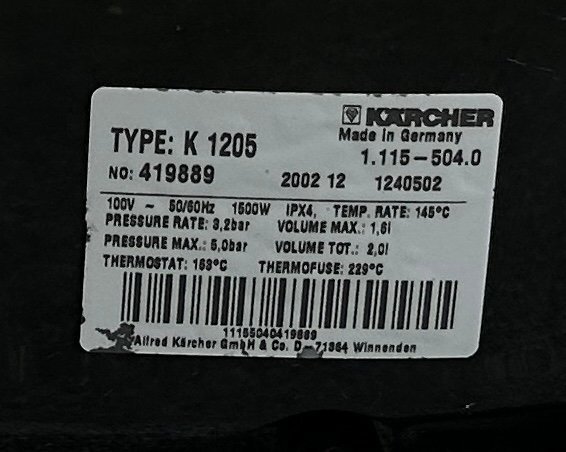 KÄRCHER
TYPE: K 1205
Made in Germany
1.115-504.0
NO: 419889 2002 12 1240502
100V ~ 50/60Hz 1500W IPX4, TEMP. RATE: 145°C
PRESSURE RATE: 3,2bar VOLUME MAX.: 1,6l
PRESSURE MAX.: 5,0bar VOLUME TOT.: 2,0l
THERMOSTAT: 163°C THERMOFUSE: 229°C
11155040419889
Alfred Kärcher GmbH & Co. D-71364 Winnenden